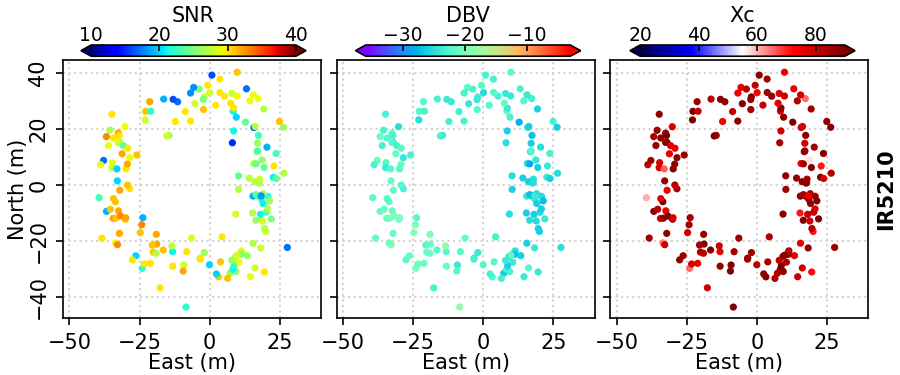 SNR DBV Xc
10 20 30 40 −30 −20 −10 20 40 60 80
40
20
0
−20
−40
North (m)
IR5210
−50 −25 0 25 −50 −25 0 25 −50 −25 0 25
East (m) East (m) East (m)